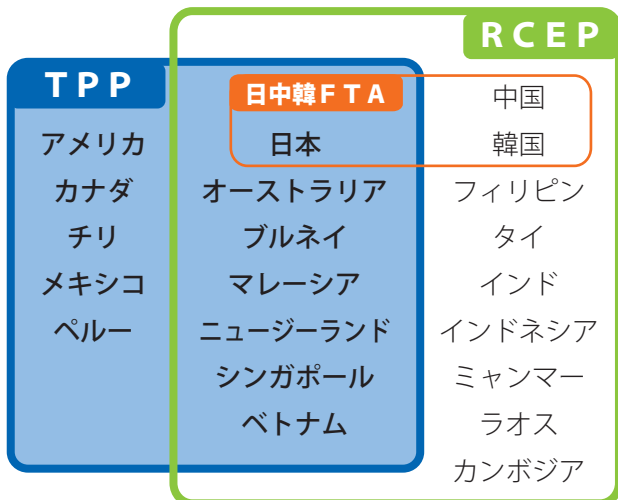 RCEP
TPP
アメリカ
カナダ
チリ
メキシコ
ペルー
日中韓FTA
日本
オーストラリア
ブルネイ
マレーシア
ニュージーランド
シンガポール
ベトナム
中国
韓国
フィリピン
タイ
インド
インドネシア
ミャンマー
ラオス
カンボジア